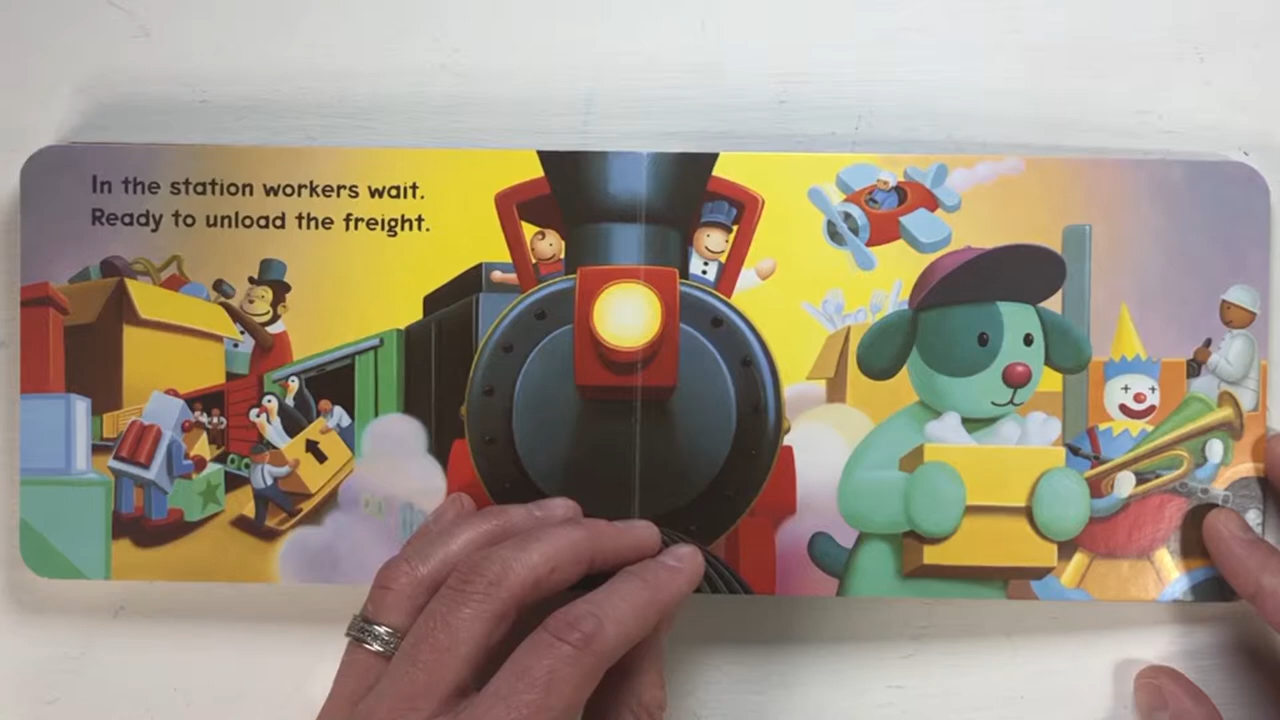 In the station workers wait.
Ready to unload the freight.